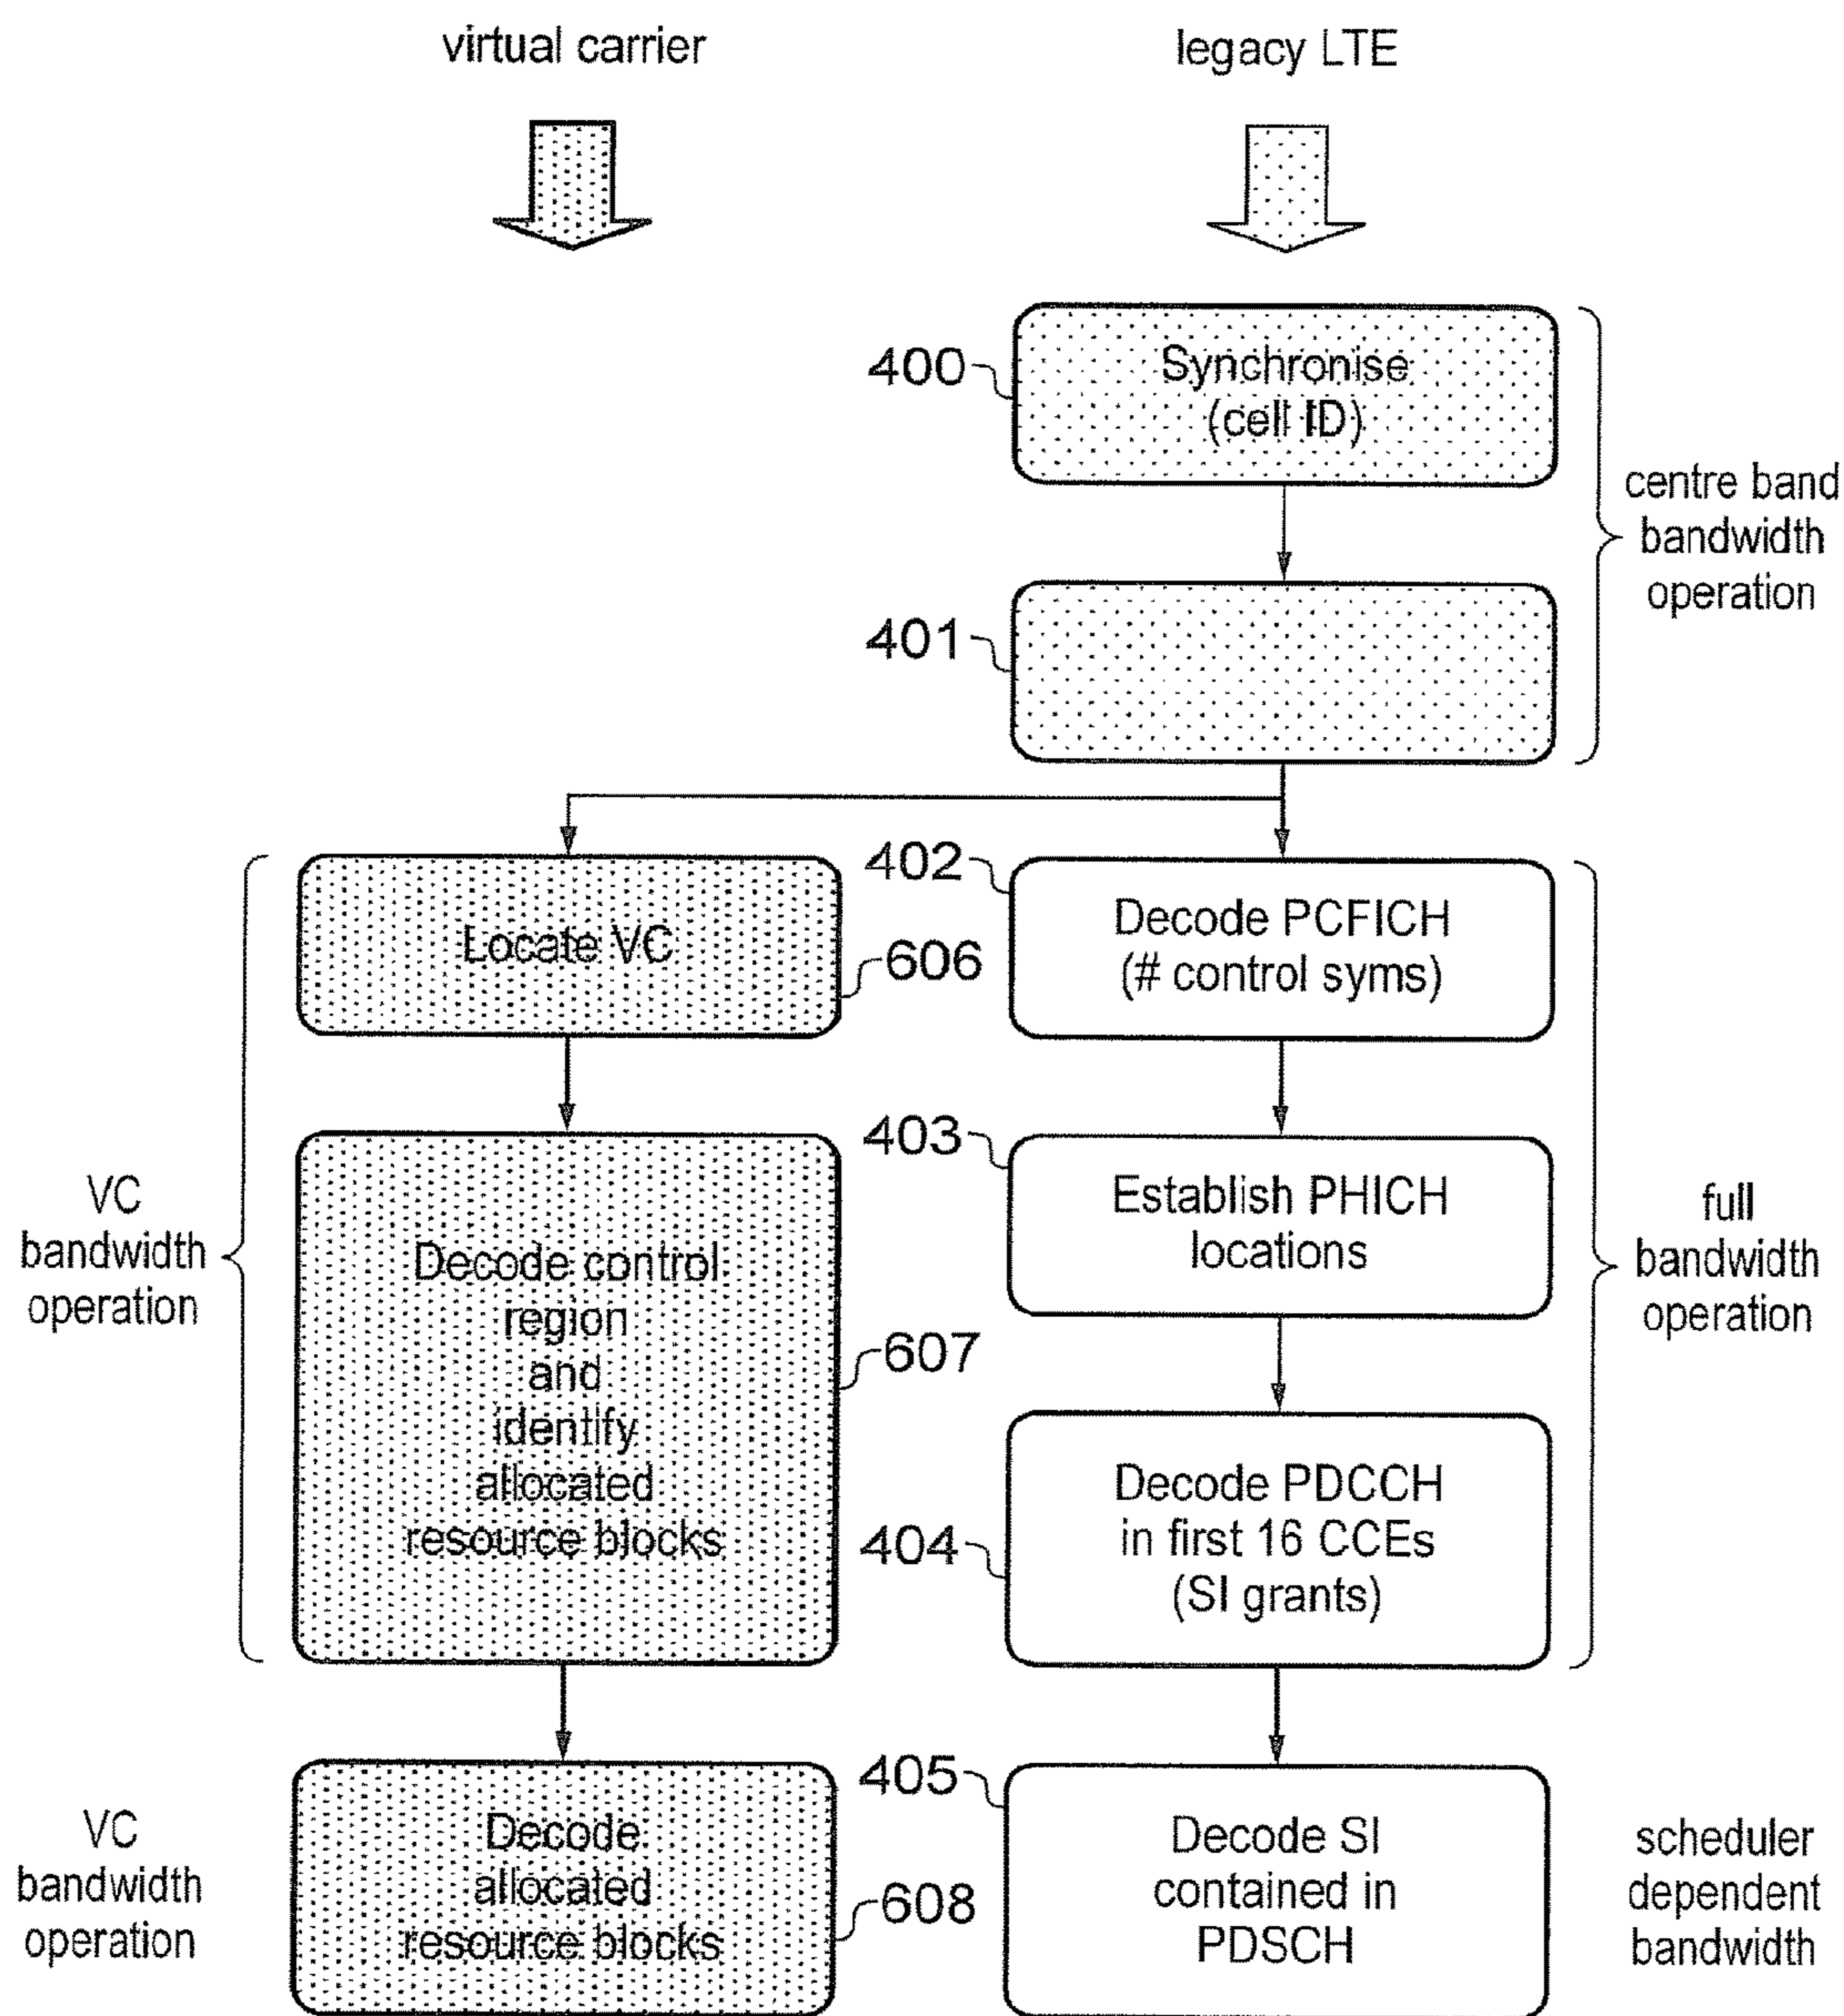 virtual carrier
legacy LTE
400
Synchronise
(cell ID)
centre band
bandwidth
operation
401
Locate VC
606
402
Decode PCFICH
(# control syms)
VC
bandwidth
operation
Decode control
region
and
identify
allocated
resource blocks
607
403
Establish PHICH
locations
full
bandwidth
operation
404
Decode PDCCH
in first 16 CCEs
(SI grants)
VC
bandwidth
operation
Decode
allocated
resource blocks
608
405
Decode SI
contained in
PDSCH
scheduler
dependent
bandwidth